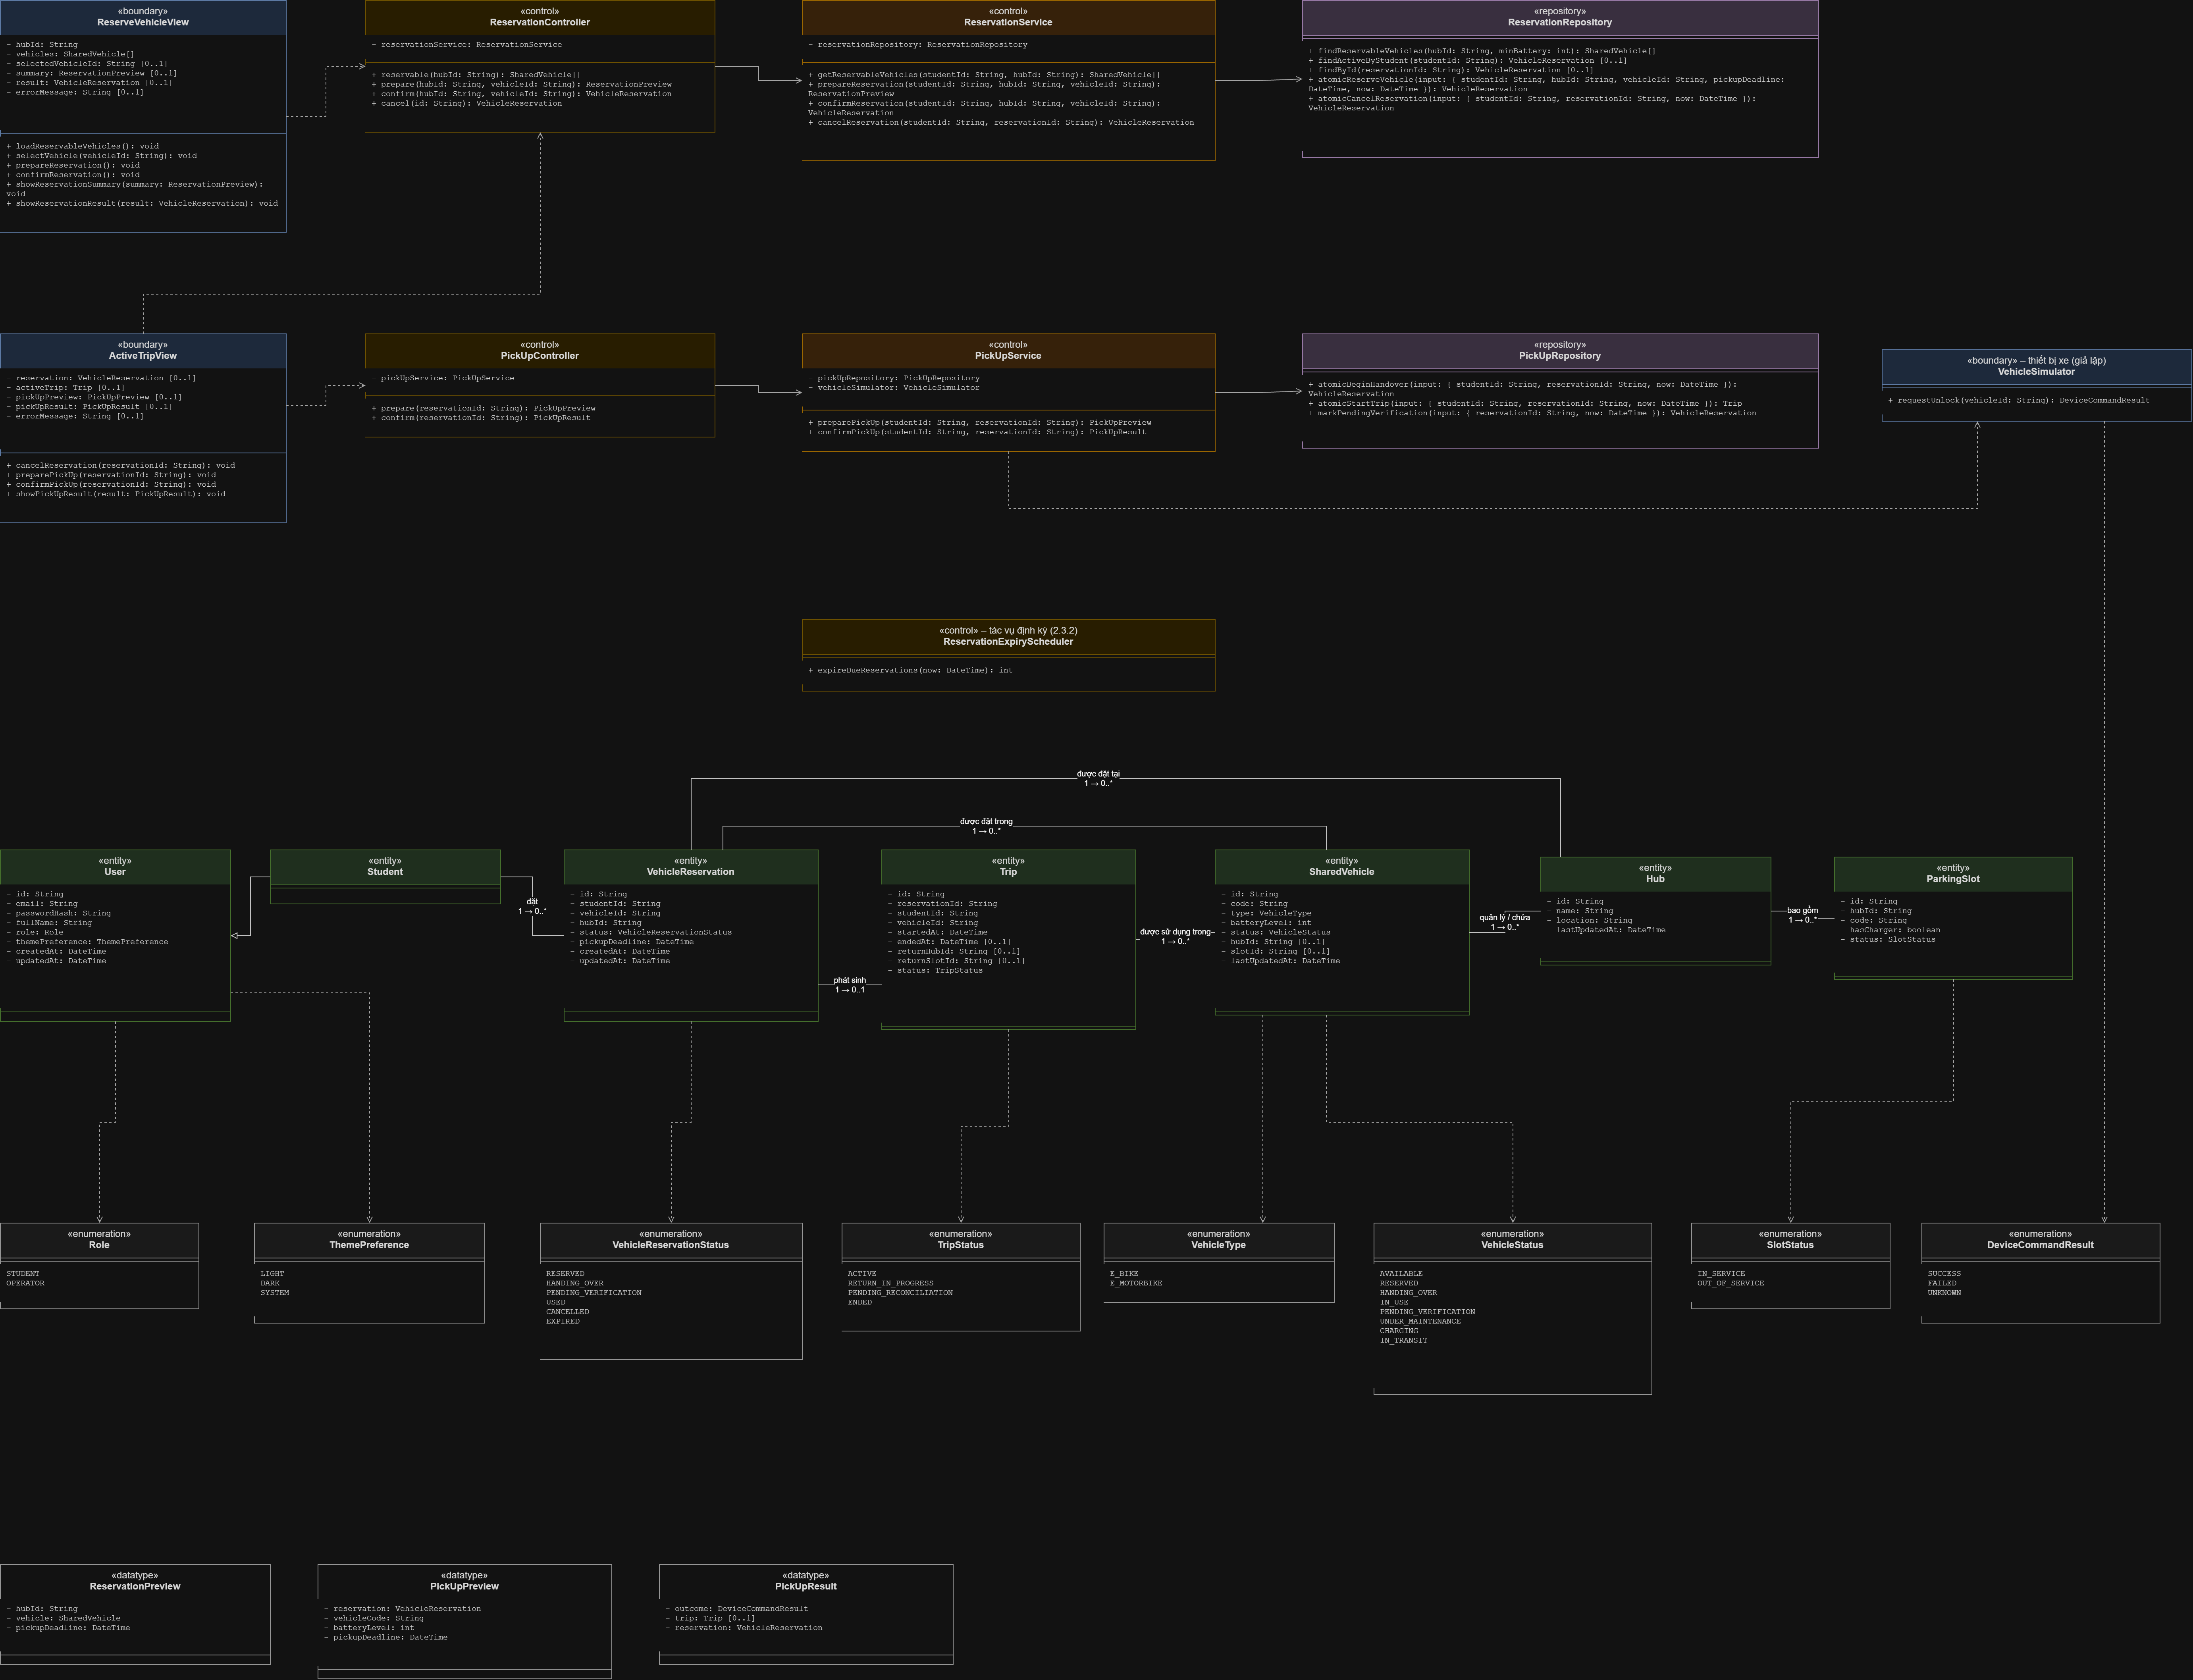 «boundary»
ReserveVehicleView
- hubId: String
- vehicles: SharedVehicle[]
- selectedVehicleId: String [0..1]
- summary: ReservationPreview [0..1]
- result: VehicleReservation [0..1]
- errorMessage: String [0..1]
+ loadReservableVehicles(): void
+ selectVehicle(vehicleId: String): void
+ prepareReservation(): void
+ confirmReservation(): void
+ showReservationSummary(summary: ReservationPreview):
void
+ showReservationResult(result: VehicleReservation): void
«control»
ReservationController
- reservationService: ReservationService
+ reservable(hubId: String): SharedVehicle[]
+ prepare(hubId: String, vehicleId: String): ReservationPreview
+ confirm(hubId: String, vehicleId: String): VehicleReservation
+ cancel(id: String): VehicleReservation
«control»
ReservationService
- reservationRepository: ReservationRepository
+ getReservableVehicles(studentId: String, hubId: String): SharedVehicle[]
+ prepareReservation(studentId: String, hubId: String, vehicleId: String):
ReservationPreview
+ confirmReservation(studentId: String, hubId: String, vehicleId: String):
VehicleReservation
+ cancelReservation(studentId: String, reservationId: String): VehicleReservation
«repository»
ReservationRepository
+ findReservableVehicles(hubId: String, minBattery: int): SharedVehicle[]
+ findActiveByStudent(studentId: String): VehicleReservation [0..1]
+ findById(reservationId: String): VehicleReservation [0..1]
+ atomicReserveVehicle(input: { studentId: String, hubId: String, vehicleId: String, pickupDeadline:
DateTime, now: DateTime }): VehicleReservation
+ atomicCancelReservation(input: { studentId: String, reservationId: String, now: DateTime }):
VehicleReservation
«boundary»
ActiveTripView
- reservation: VehicleReservation [0..1]
- activeTrip: Trip [0..1]
- pickUpPreview: PickUpPreview [0..1]
- pickUpResult: PickUpResult [0..1]
- errorMessage: String [0..1]
+ cancelReservation(reservationId: String): void
+ preparePickUp(reservationId: String): void
+ confirmPickUp(reservationId: String): void
+ showPickUpResult(result: PickUpResult): void
«control»
PickUpController
- pickUpService: PickUpService
+ prepare(reservationId: String): PickUpPreview
+ confirm(reservationId: String): PickUpResult
«control»
PickUpService
- pickUpRepository: PickUpRepository
- vehicleSimulator: VehicleSimulator
+ preparePickUp(studentId: String, reservationId: String): PickUpPreview
+ confirmPickUp(studentId: String, reservationId: String): PickUpResult
«repository»
PickUpRepository
+ atomicBeginHandover(input: { studentId: String, reservationId: String, now: DateTime }):
VehicleReservation
+ atomicStartTrip(input: { studentId: String, reservationId: String, now: DateTime }): Trip
+ markPendingVerification(input: { reservationId: String, now: DateTime }): VehicleReservation
«boundary» – thiết bị xe (giả lập)
VehicleSimulator
+ requestUnlock(vehicleId: String): DeviceCommandResult
«control» – tác vụ định kỳ (2.3.2)
ReservationExpiryScheduler
+ expireDueReservations(now: DateTime): int
được đặt tại
1 → 0..*
được đặt trong
1 → 0..*
«entity»
User
- id: String
- email: String
- passwordHash: String
- fullName: String
- role: Role
- themePreference: ThemePreference
- createdAt: DateTime
- updatedAt: DateTime
«entity»
Student
đặt
1 → 0..*
«entity»
VehicleReservation
- id: String
- studentId: String
- vehicleId: String
- hubId: String
- status: VehicleReservationStatus
- pickupDeadline: DateTime
- createdAt: DateTime
- updatedAt: DateTime
phát sinh
1 → 0..1
«entity»
Trip
- id: String
- reservationId: String
- studentId: String
- vehicleId: String
- startedAt: DateTime
- endedAt: DateTime [0..1]
- returnHubId: String [0..1]
- returnSlotId: String [0..1]
- status: TripStatus
được sử dụng trong
1 → 0..*
«entity»
SharedVehicle
- id: String
- code: String
- type: VehicleType
- batteryLevel: int
- status: VehicleStatus
- hubId: String [0..1]
- slotId: String [0..1]
- lastUpdatedAt: DateTime
quản lý / chứa
1 → 0..*
«entity»
Hub
- id: String
- name: String
- location: String
- lastUpdatedAt: DateTime
bao gồm
1 → 0..*
«entity»
ParkingSlot
- id: String
- hubId: String
- code: String
- hasCharger: boolean
- status: SlotStatus
«enumeration»
Role
STUDENT
OPERATOR
«enumeration»
ThemePreference
LIGHT
DARK
SYSTEM
«enumeration»
VehicleReservationStatus
RESERVED
HANDING_OVER
PENDING_VERIFICATION
USED
CANCELLED
EXPIRED
«enumeration»
TripStatus
ACTIVE
RETURN_IN_PROGRESS
PENDING_RECONCILIATION
ENDED
«enumeration»
VehicleType
E_BIKE
E_MOTORBIKE
«enumeration»
VehicleStatus
AVAILABLE
RESERVED
HANDING_OVER
IN_USE
PENDING_VERIFICATION
UNDER_MAINTENANCE
CHARGING
IN_TRANSIT
«enumeration»
SlotStatus
IN_SERVICE
OUT_OF_SERVICE
«enumeration»
DeviceCommandResult
SUCCESS
FAILED
UNKNOWN
«datatype»
ReservationPreview
- hubId: String
- vehicle: SharedVehicle
- pickupDeadline: DateTime
«datatype»
PickUpPreview
- reservation: VehicleReservation
- vehicleCode: String
- batteryLevel: int
- pickupDeadline: DateTime
«datatype»
PickUpResult
- outcome: DeviceCommandResult
- trip: Trip [0..1]
- reservation: VehicleReservation